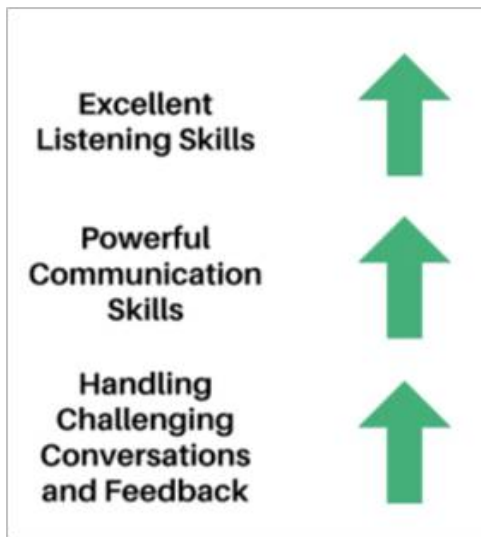 Excellent
Listening Skills
Powerful
Communication
Skills
Handling
Challenging
Conversations
and Feedback